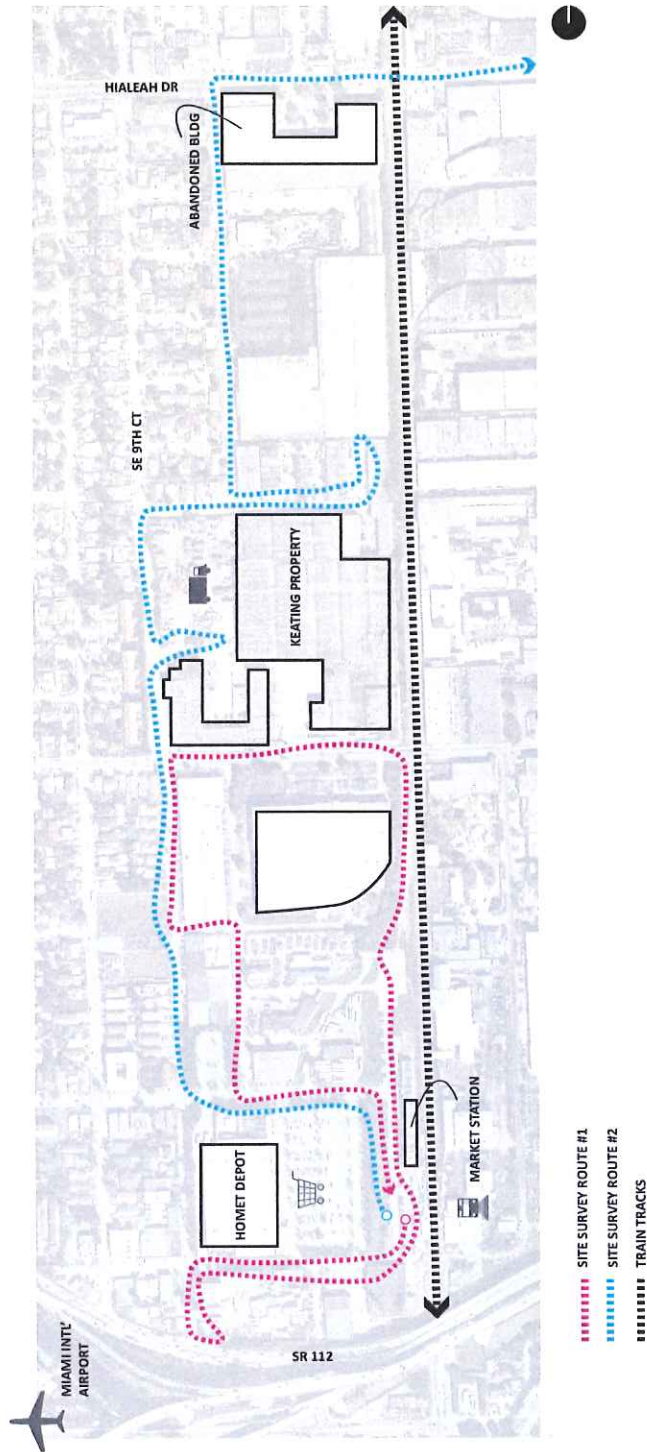 HIALEAH DR
ABANDONED BLDG
SE 9TH CT
KEATING PROPERTY
HOMET DEPOT
MARKET STATION
MIAMI INTL'
AIRPORT
SR 112
SITE SURVEY ROUTE #1
SITE SURVEY ROUTE #2
TRAIN TRACKS